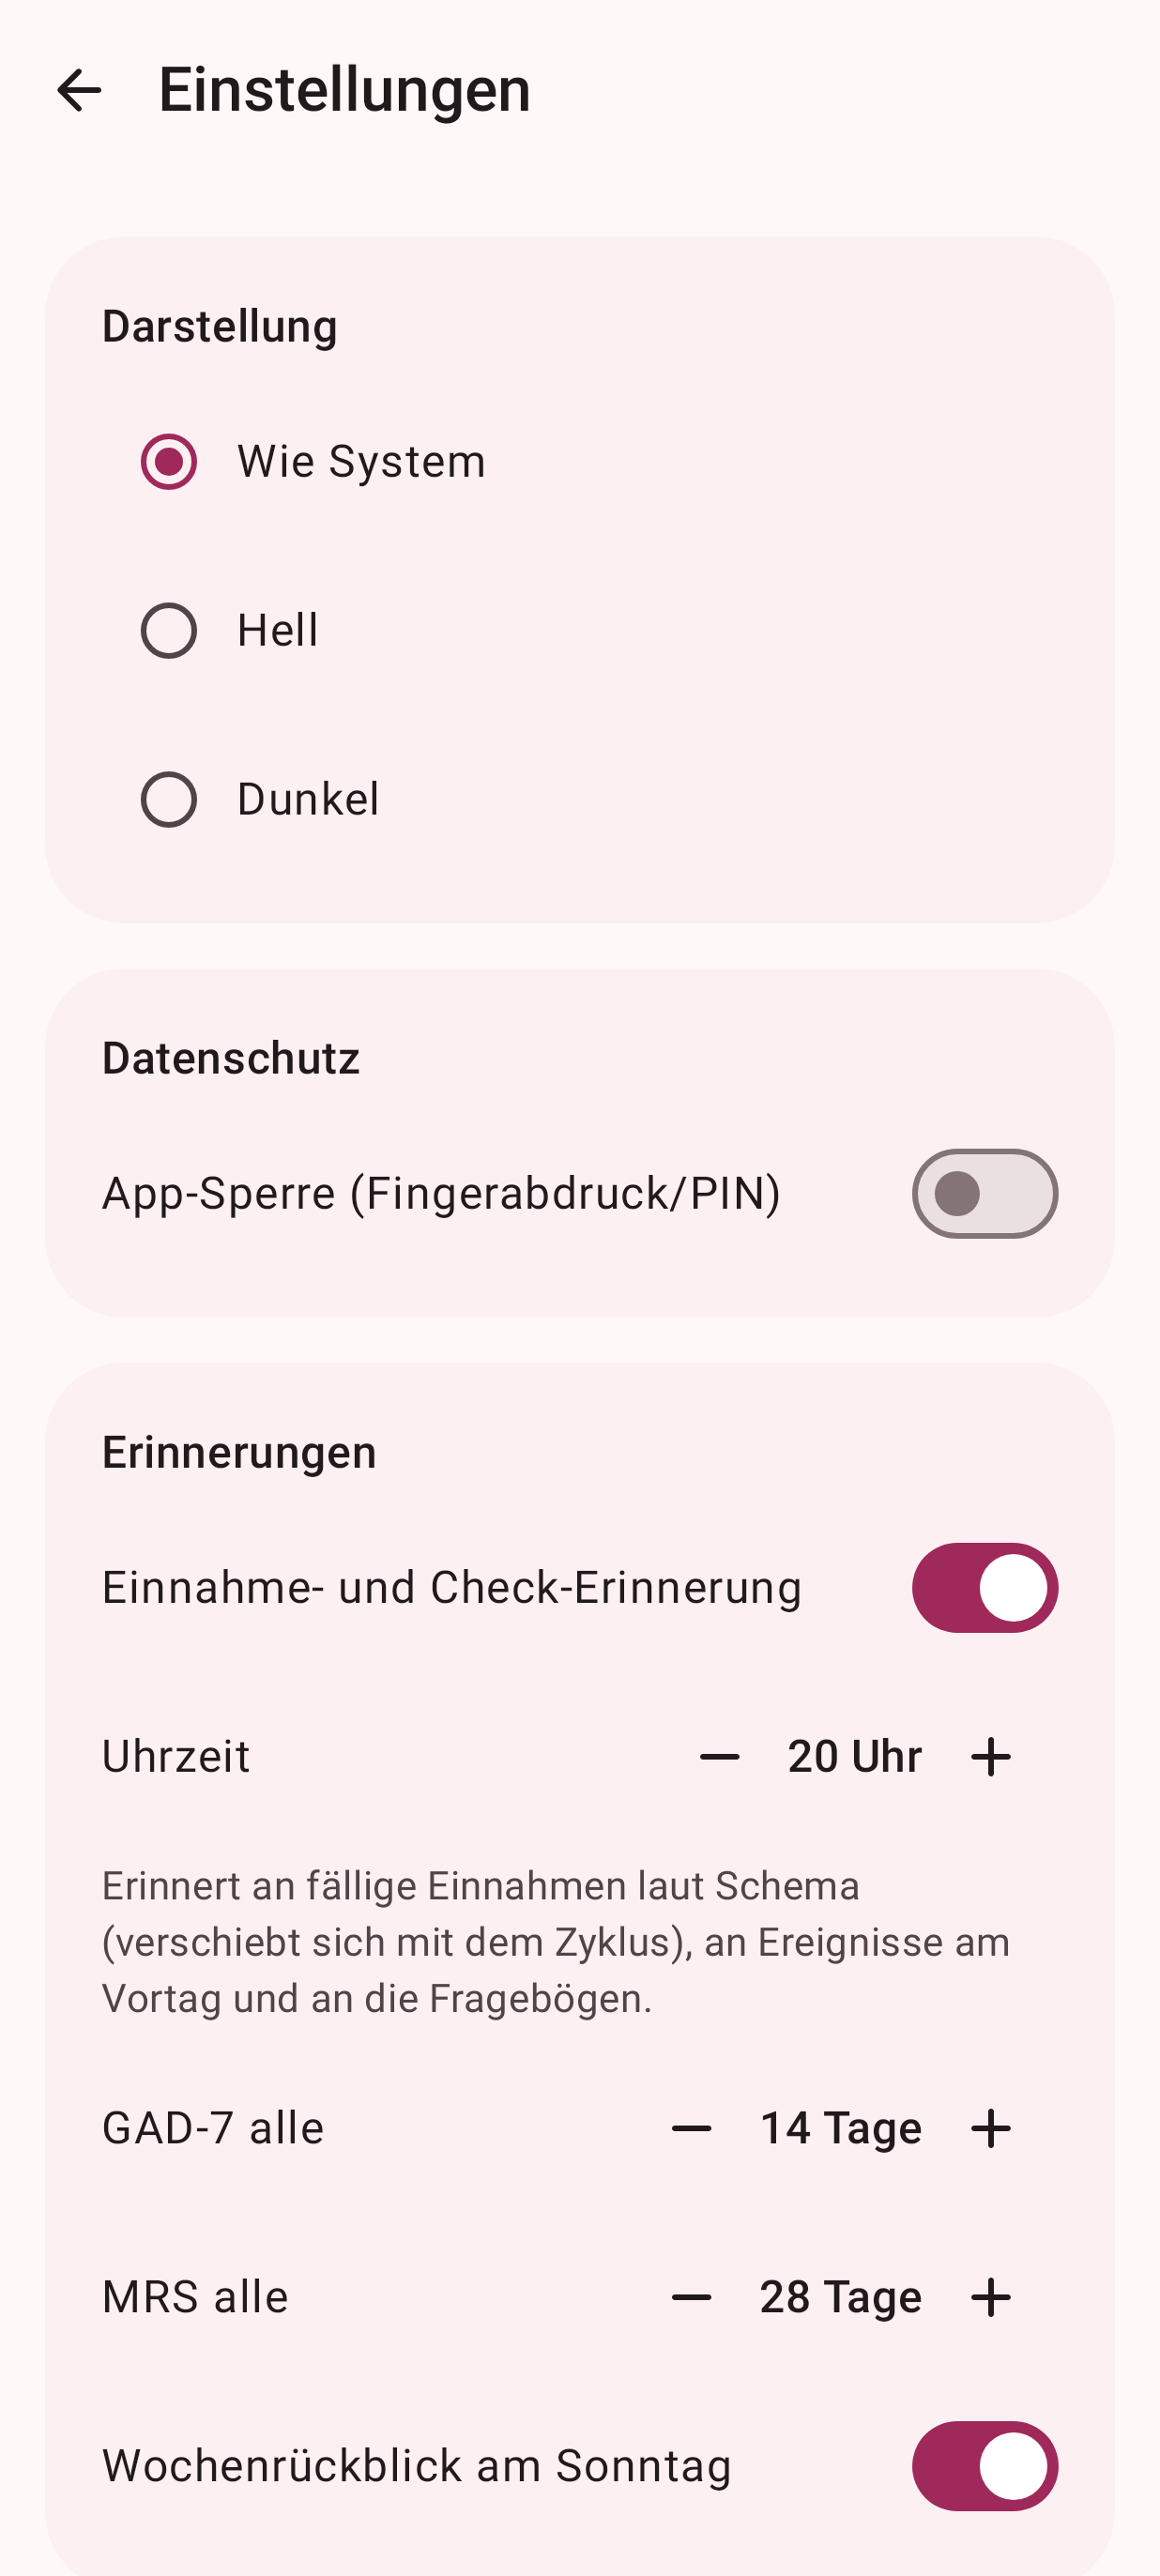 Einstellungen
Darstellung
Wie System
Hell
Dunkel
Datenschutz
App-Sperre (Fingerabdruck/PIN)
Erinnerungen
Einnahme- und Check-Erinnerung
Uhrzeit 20 Uhr
Erinnert an fällige Einnahmen laut Schema
(verschiebt sich mit dem Zyklus), an Ereignisse am
Vortag und an die Fragebögen.
GAD-7 alle 14 Tage
MRS alle 28 Tage
Wochenrückblick am Sonntag